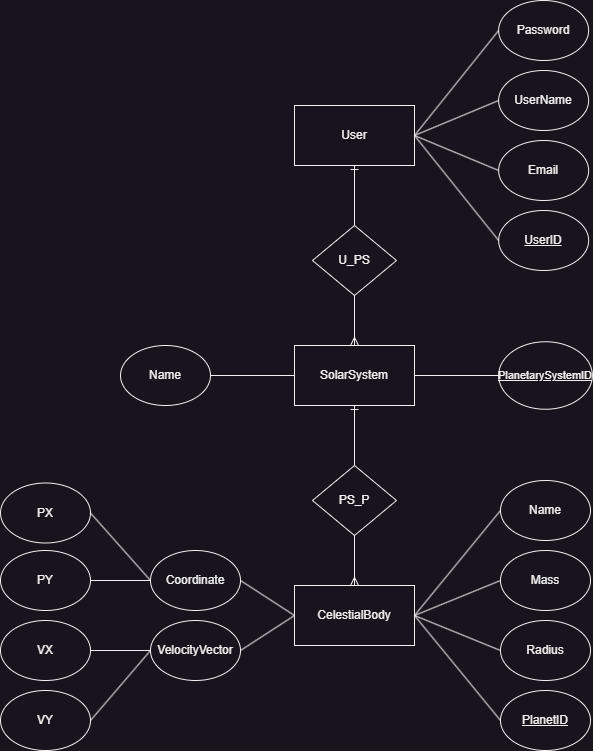 Password
UserName
User
Email
UserID
U_PS
Name
SolarSystem
PlanetarySystemID
PS_P
PX
Name
PY
Coordinate
Mass
CelestialBody
VX
VelocityVector
Radius
VY
PlanetID